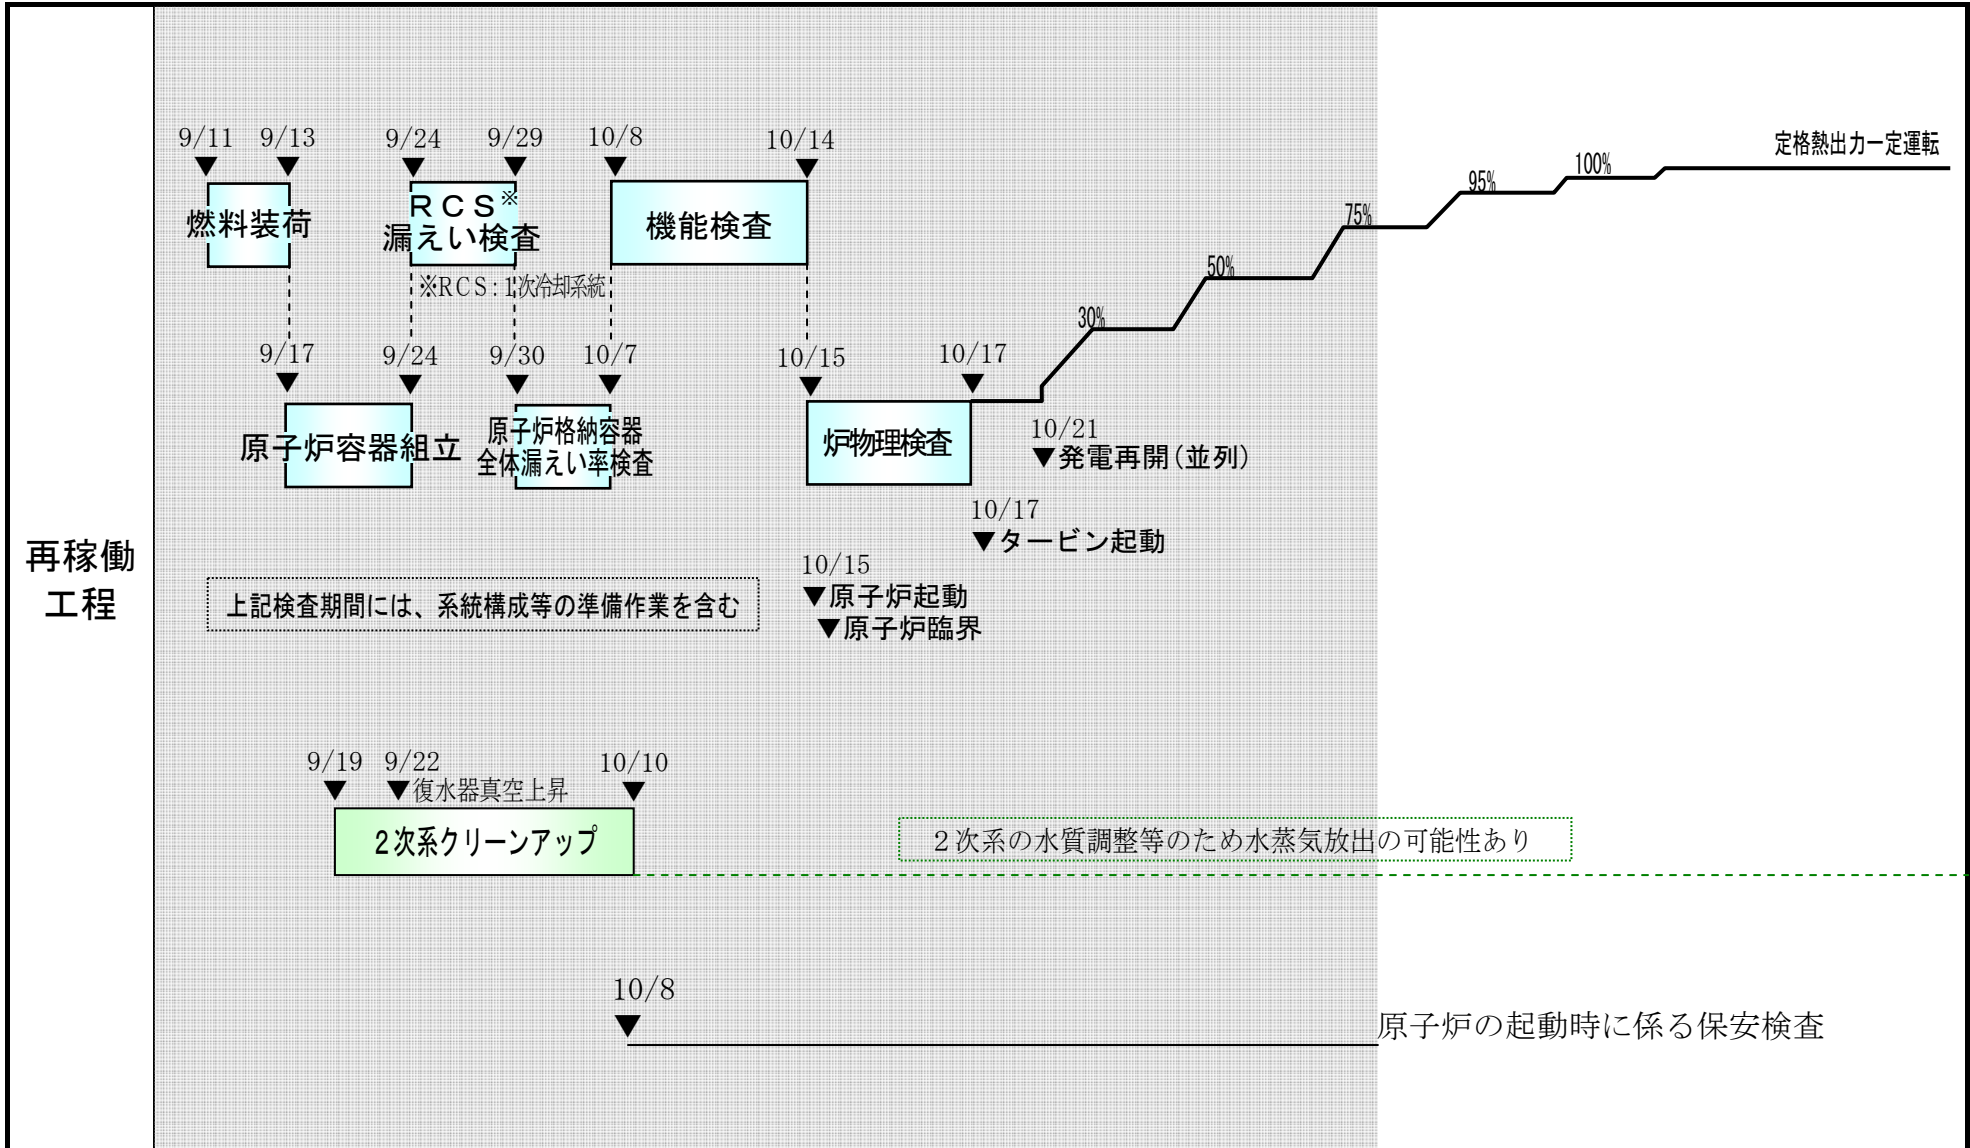 再稼働
工程
9/11
9/13
9/24
9/29
10/8
10/14
燃料装荷
ＲＣＳ※
漏えい検査
※RCS:1次冷却系統
機能検査
9/17
9/24
9/30
10/7
10/15
10/17
原子炉容器組立
原子炉格納容器
全体漏えい率検査
炉物理検査
30%
50%
75%
95%
100%
定格熱出力一定運転
10/21
▼発電再開(並列)
10/17
▼タービン起動
10/15
▼原子炉起動
▼原子炉臨界
上記検査期間には、系統構成等の準備作業を含む
9/19
9/22
▼復水器真空上昇
10/10
２次系クリーンアップ
２次系の水質調整等のため水蒸気放出の可能性あり
10/8
原子炉の起動時に係る保安検査